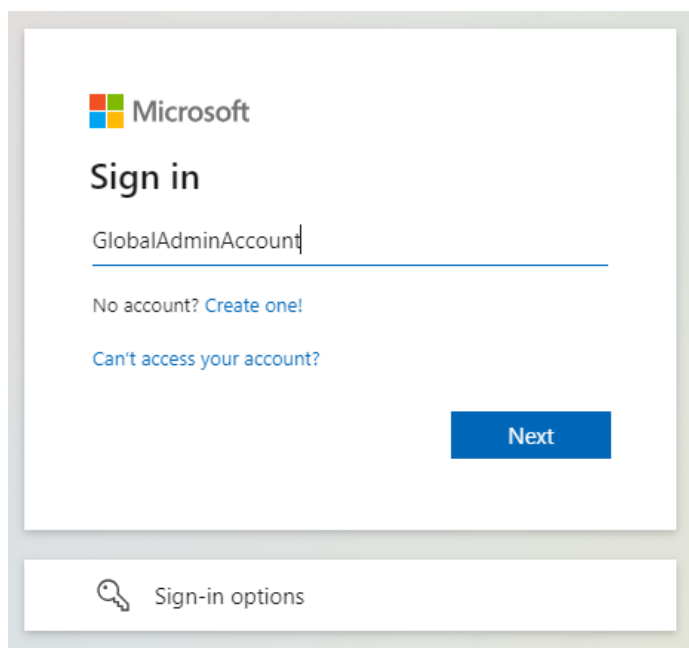 Microsoft
Sign in
GlobalAdminAccount
No account? Create one!
Can't access your account?
Next
Sign-in options